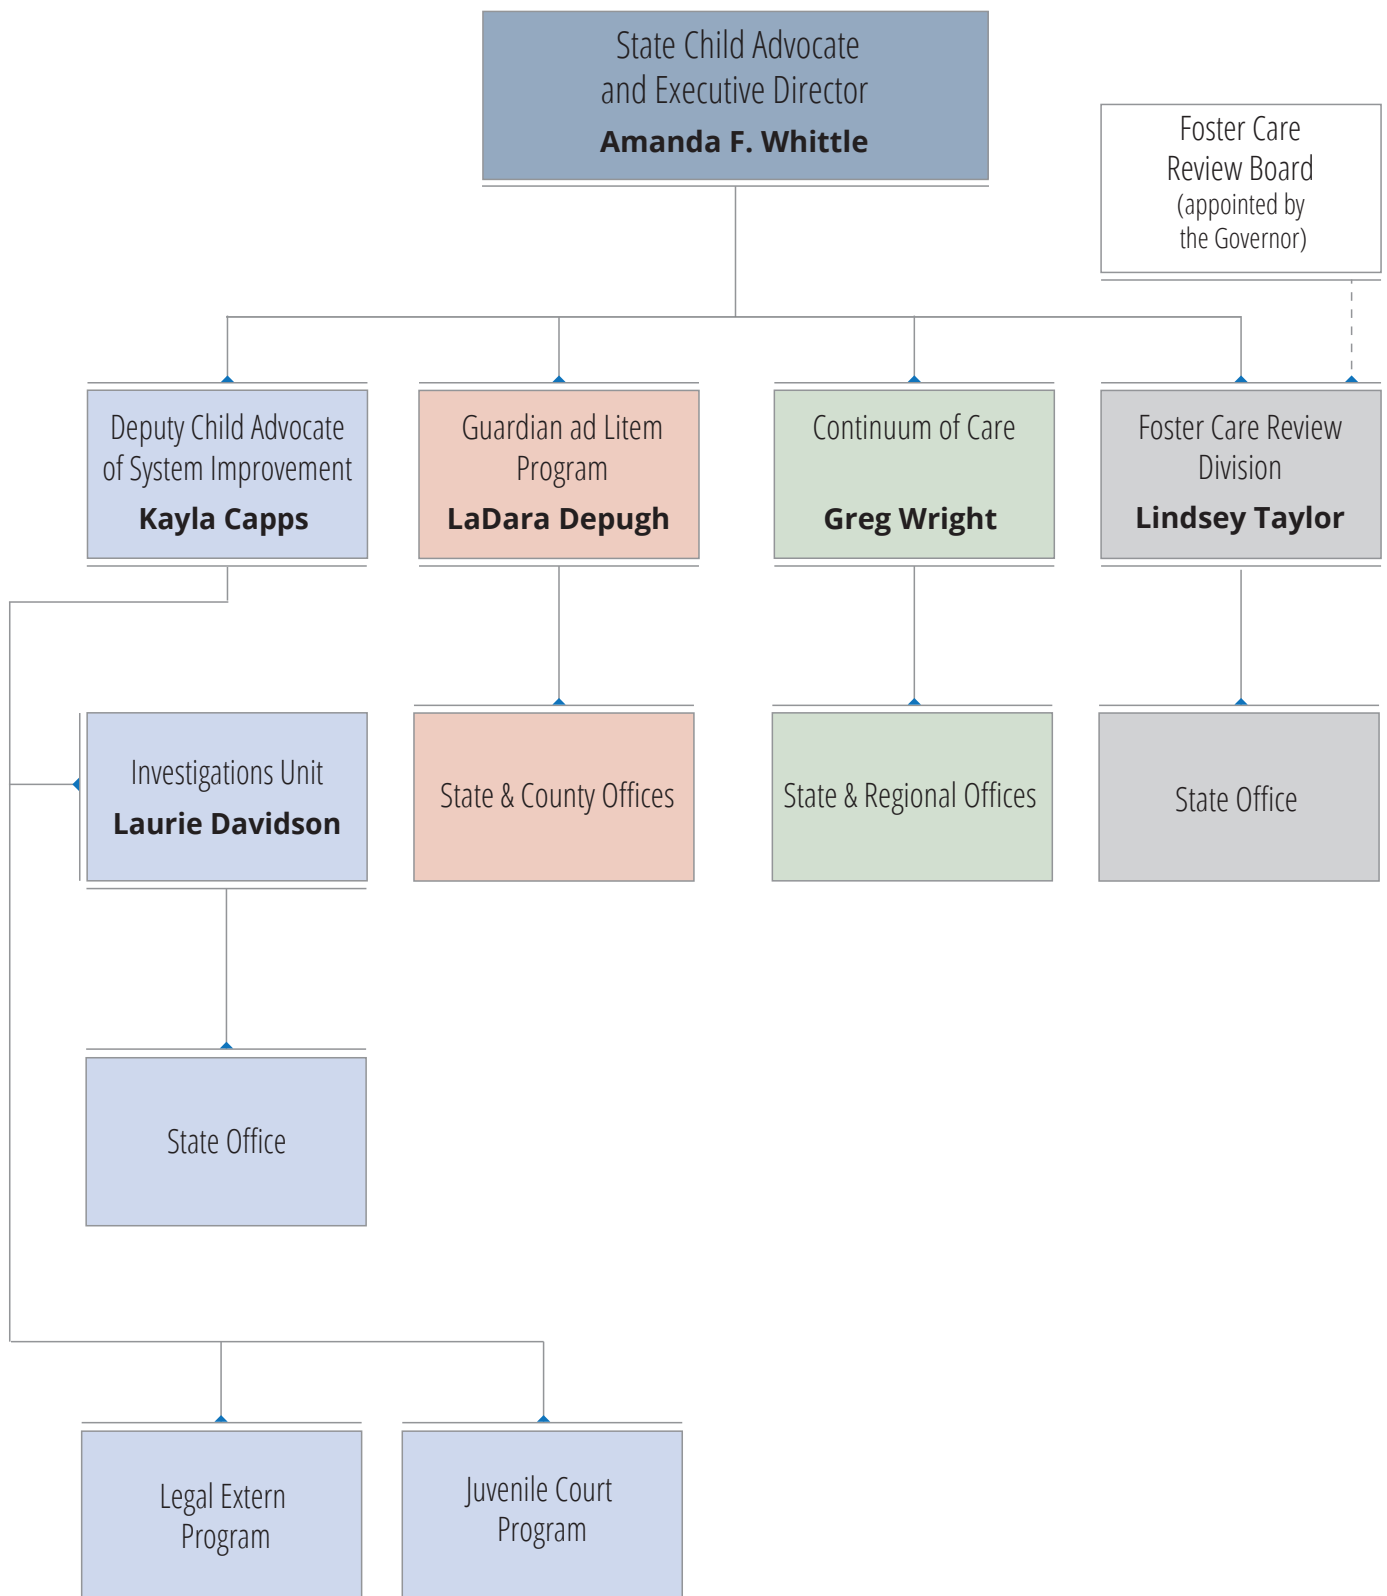 State Child Advocate
and Executive Director
Amanda F. Whittle
Foster Care
Review Board
(appointed by
the Governor)
Deputy Child Advocate
of System Improvement
Kayla Capps
Guardian ad Litem
Program
LaDara Depugh
Continuum of Care
Greg Wright
Foster Care Review
Division
Lindsey Taylor
Investigations Unit
Laurie Davidson
State & County Offices
State & Regional Offices
State Office
State Office
Legal Extern
Program
Juvenile Court
Program